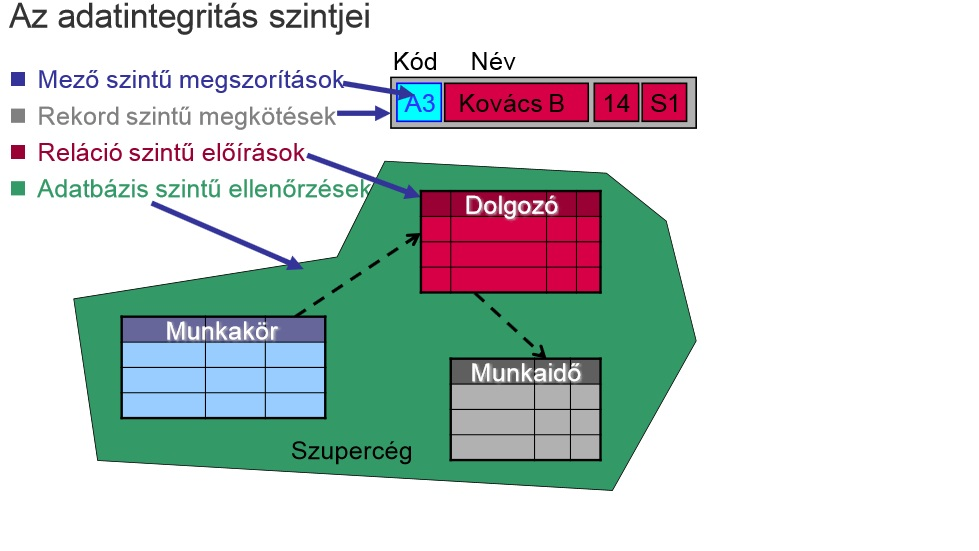 Az adatintegritás szintjei
Kód Név
Mező szintű megszorítások
A3 Kovács B 14 S1
Rekord szintű megkötések
Reláció szintű előírások
Adatbázis szintű ellenőrzések
Dolgozó
Munkakör
Munkaidő
Szupercég